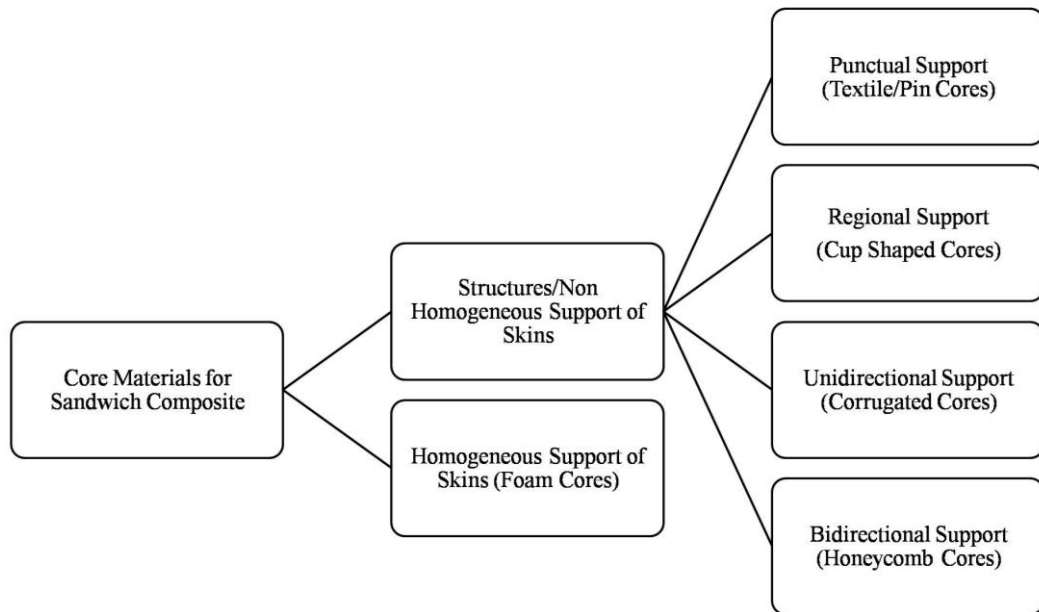 Core Materials for
Sandwich Composite
Structures/Non
Homogeneous Support of
Skins
Homogeneous Support of
Skins (Foam Cores)
Punctual Support
(Textile/Pin Cores)
Regional Support
(Cup Shaped Cores)
Unidirectional Support
(Corrugated Cores)
Bidirectional Support
(Honeycomb Cores)